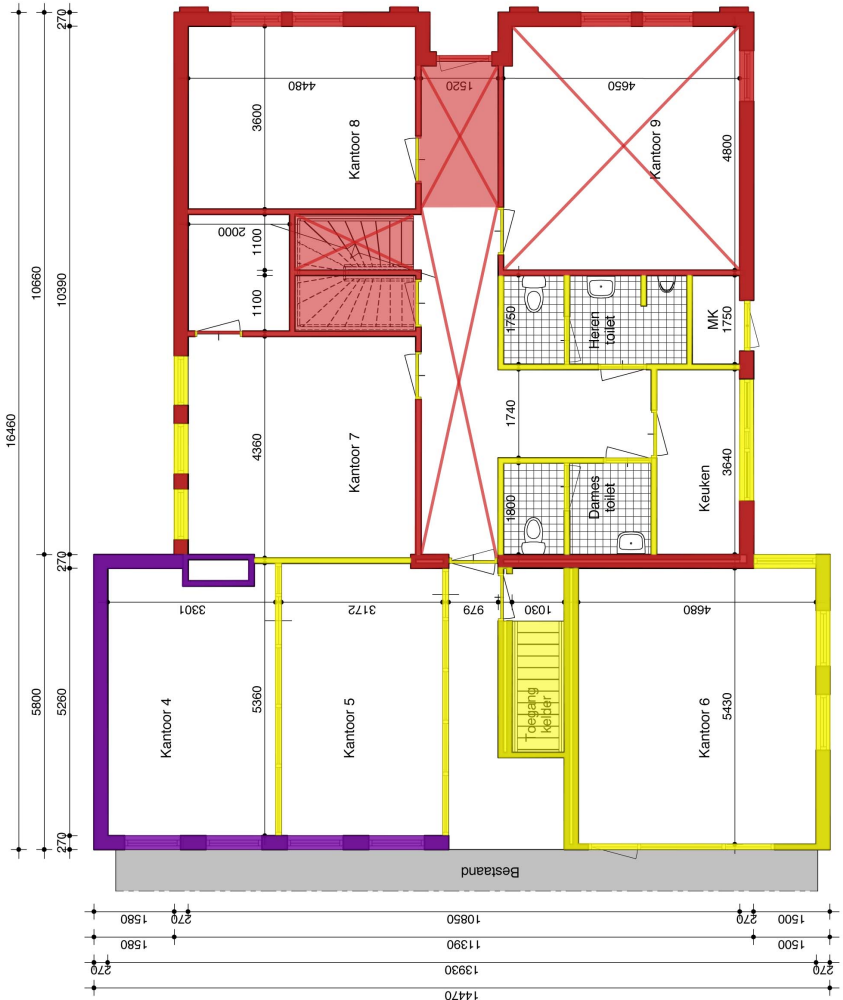 270
10660
10390
16460
270
5800
5260
270
4480
3600
Kantoor 8
1520
4650
Kantoor 9
4800
2000
1100
1100
1750
Heren
toilet
MK
1750
4360
Kantoor 7
1740
1800
Dames
toilet
Keuken
3640
3301
3172
979
1030
4680
Kantoor 4
5360
Kantoor 5
Toegang
kelder
Kantoor 6
5430
Bestaand
1580
270
10850
270
1500
1580
11390
1500
270
13930
270
14470